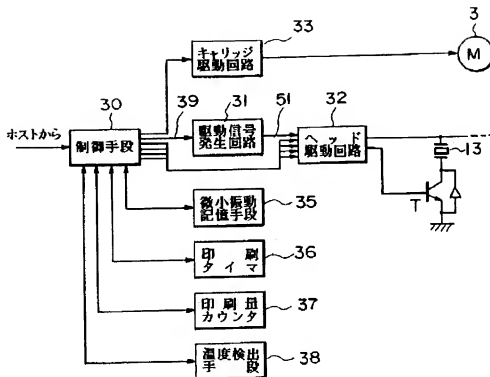 33
3
キャリッジ
駆動回路
M
30
39
31
51
32
ホストから
制御手段
駆動信号
発生回路
ヘッド
駆動回路
13
T
微小振動
記憶手段
35
印刷
タイマ
36
印刷量
カウンタ
37
温度検出
手段
38